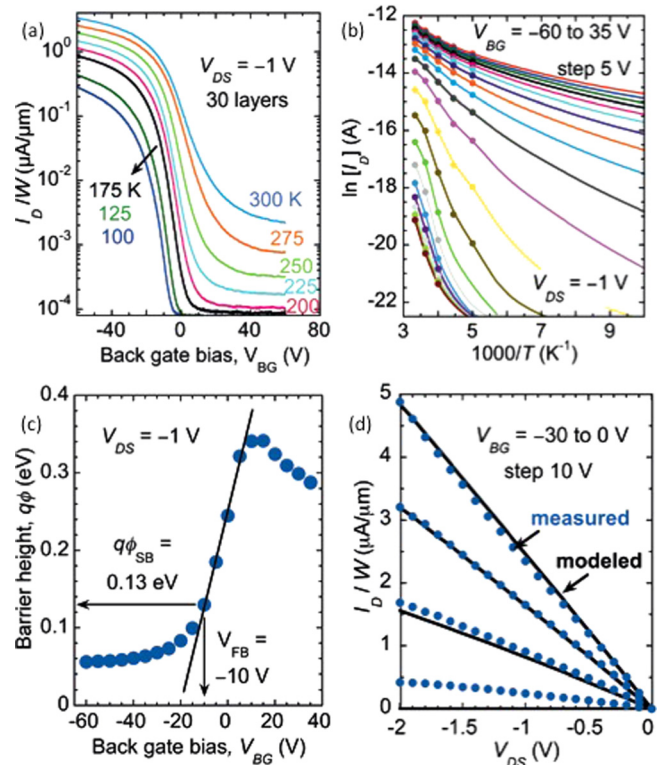 (a)
V_DS = −1 V
30 layers
175 K
125
100
300 K
275
250
225
200
10^0
10^-1
10^-2
10^-3
10^-4
I_D /W (μA/μm)
-40
0
40
80
Back gate bias, V_BG (V)
(b)
V_BG = −60 to 35 V
step 5 V
V_DS = −1 V
-12
-14
-16
-18
-20
-22
ln [I_D] (A)
3
5
7
9
1000/T (K^-1)
(c)
V_DS = −1 V
qϕ_SB =
0.13 eV
V_FB =
−10 V
0.4
0.3
0.2
0.1
0
Barrier height, qϕ (eV)
-60
-40
-20
0
20
40
Back gate bias, V_BG (V)
(d)
V_BG = −30 to 0 V
step 10 V
measured
modeled
5
4
3
2
1
0
I_D / W (μA/μm)
-2
-1.5
-1
-0.5
0
V_DS (V)